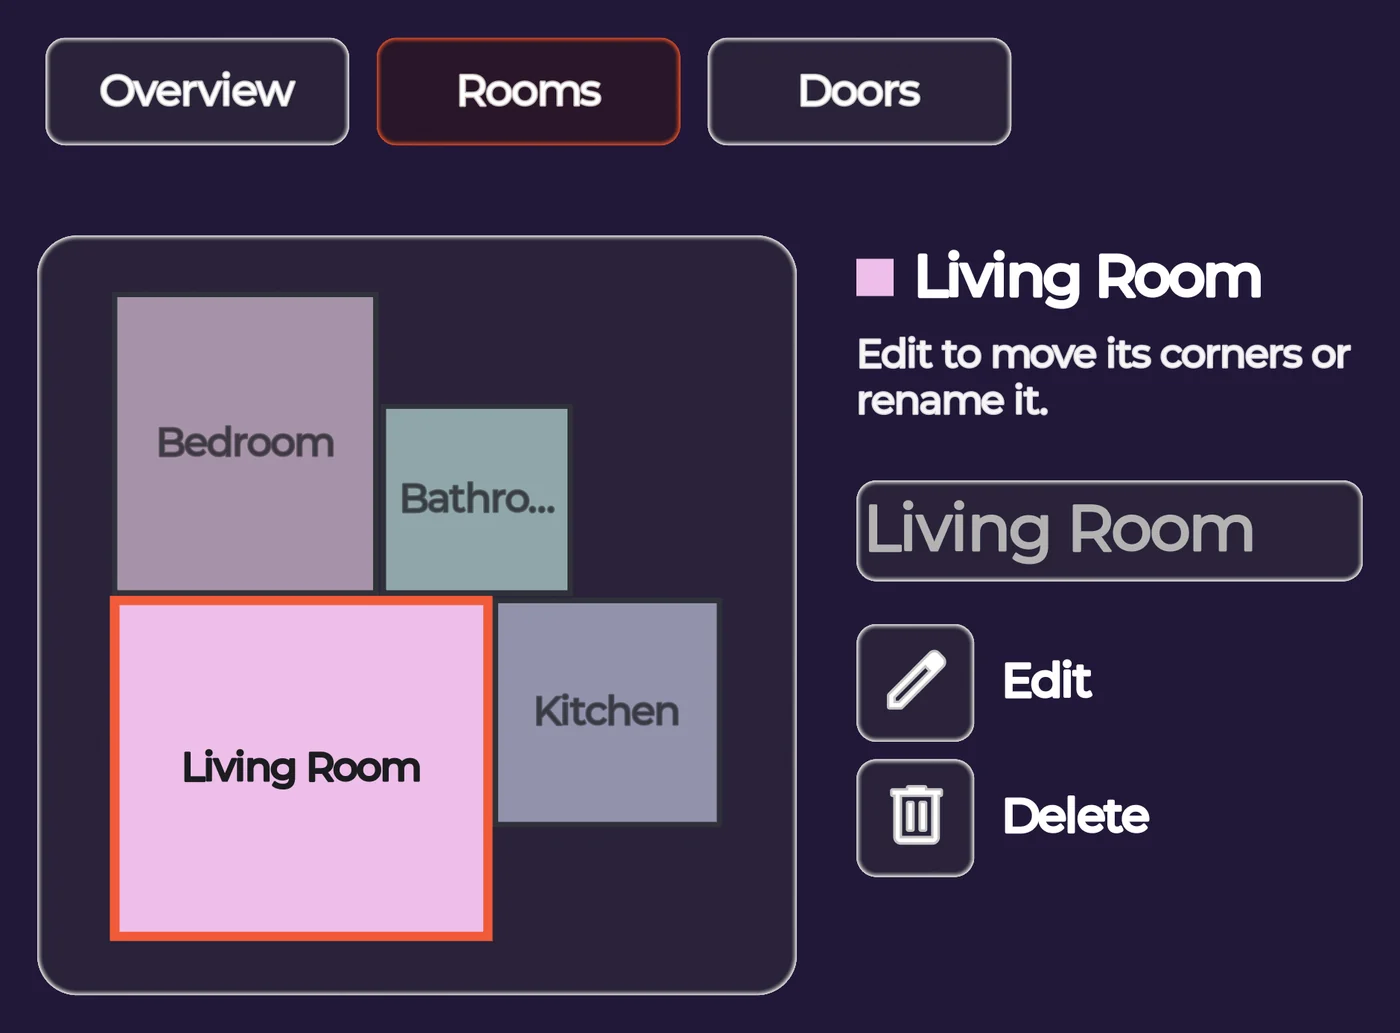 Overview
Rooms
Doors
Living Room
Edit to move its corners or
rename it.
Living Room
Edit
Delete
Bedroom
Bathro...
Living Room
Kitchen